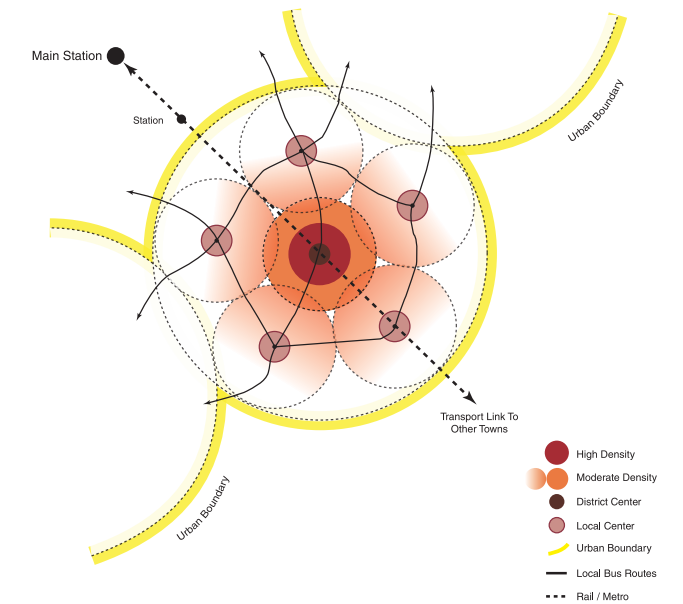 Main Station
Station
Urban Boundary
Transport Link To
Other Towns
Urban Boundary
High Density
Moderate Density
District Center
Local Center
Urban Boundary
Local Bus Routes
Rail / Metro